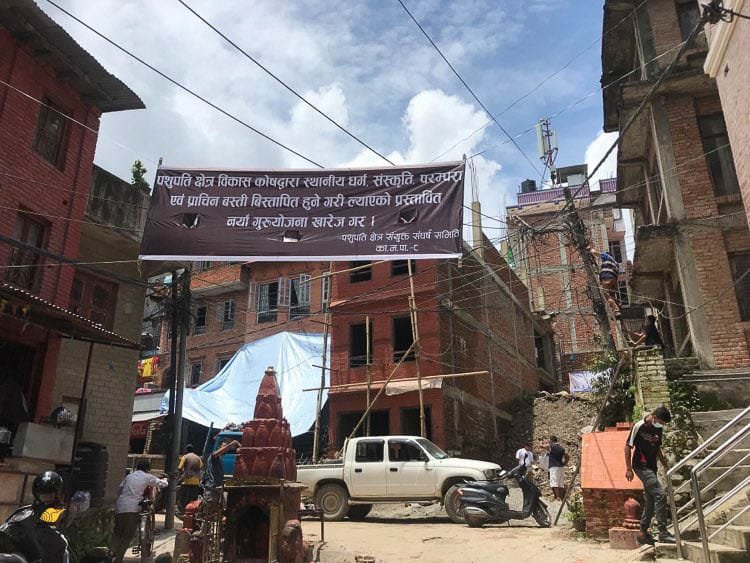 पशुपति क्षेत्र विकास कोषद्वारा स्थानीय धर्म, संस्कृति, परम्परा
एवं प्राचिन बस्ती बिस्तापित हुने गरी ल्याएको प्रस्तावित
नयाँ गुरूयोजना खारेज गर ।
पशुपति क्षेत्र संयुक्त संघर्ष समिति
का.म.पा.-८